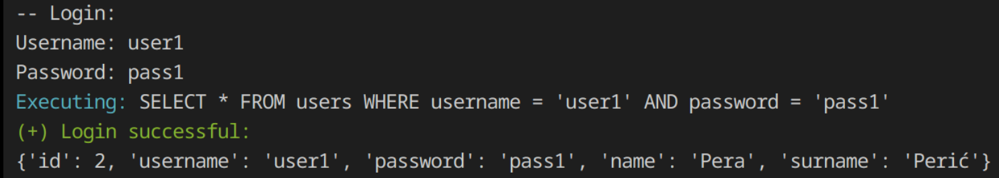 -- Login:
Username: user1
Password: pass1
Executing: SELECT * FROM users WHERE username = 'user1' AND password = 'pass1'
(+) Login successful:
{'id': 2, 'username': 'user1', 'password': 'pass1', 'name': 'Pera', 'surname': 'Perić'}